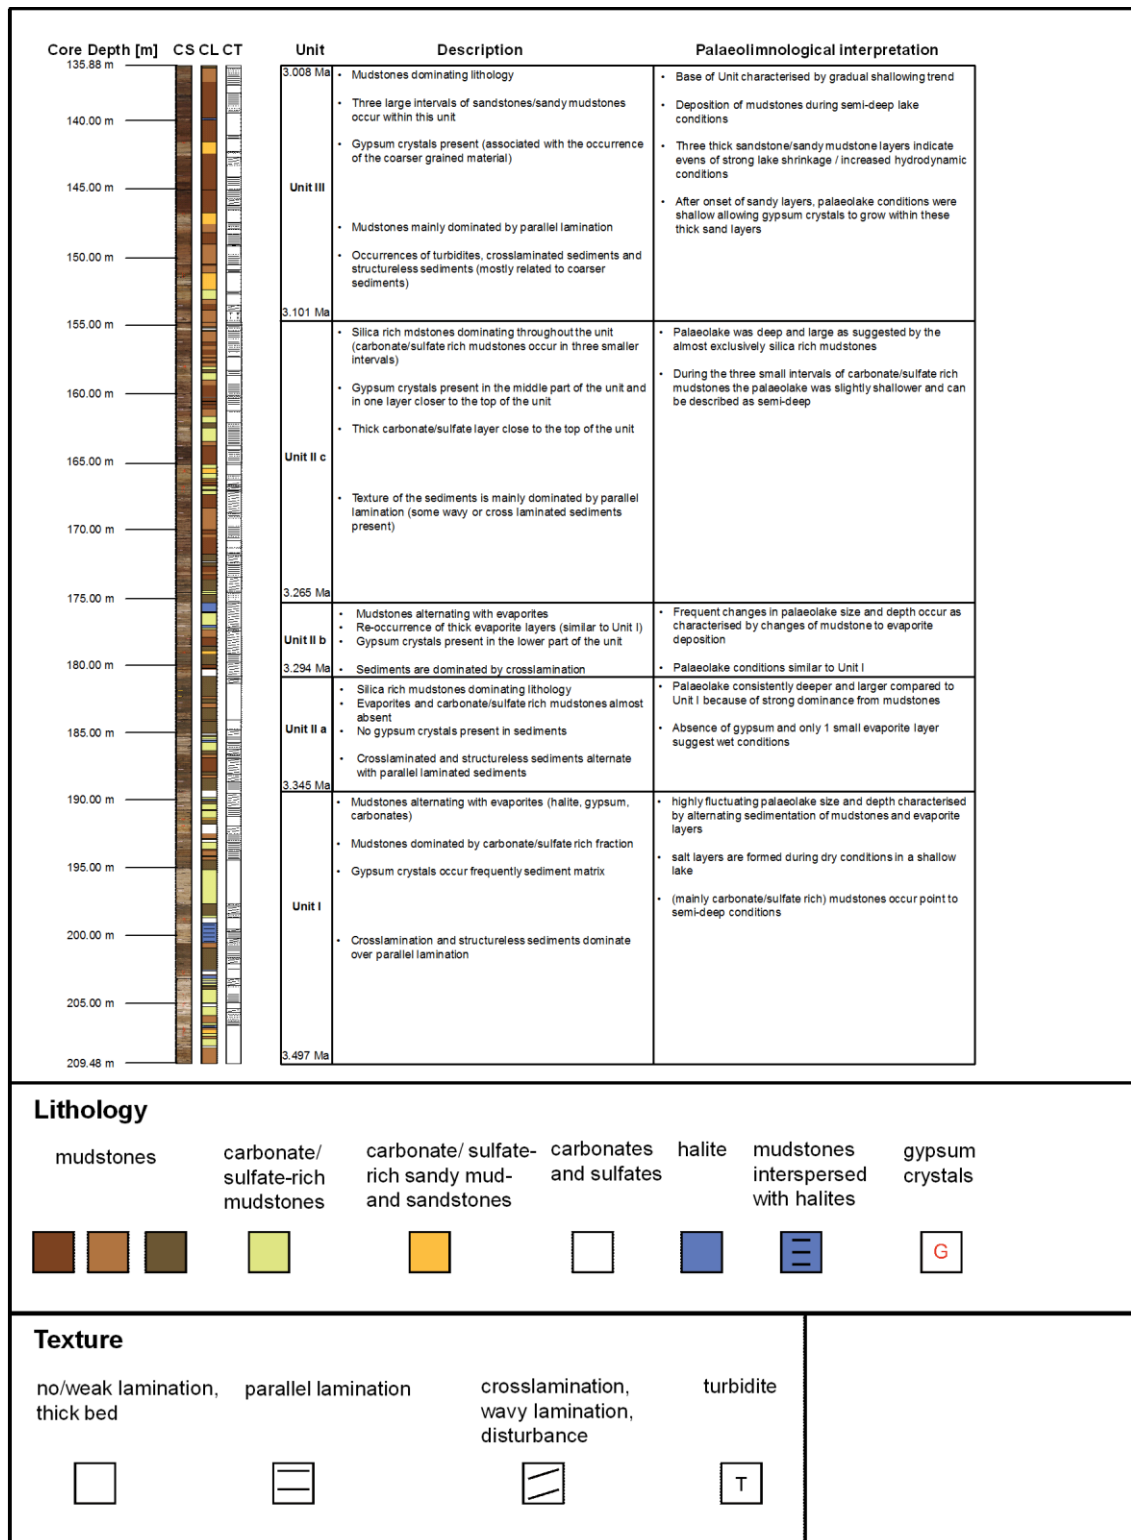 Core Depth [m] CS CL CT Unit Description Palaeolimnological interpretation
135.88 m
140.00 m
145.00 m
150.00 m
155.00 m
160.00 m
165.00 m
170.00 m
175.00 m
180.00 m
185.00 m
190.00 m
195.00 m
200.00 m
205.00 m
209.48 m
3.008 Ma
Unit III
3.101 Ma
• Mudstones dominating lithology
• Three large intervals of sandstones/sandy mudstones
occur within this unit
• Gypsum crystals present (associated with the occurrence
of the coarser grained material)
• Mudstones mainly dominated by parallel lamination
• Occurrences of turbidites, crosslaminated sediments and
structureless sediments (mostly related to coarser
sediments)
• Base of Unit characterised by gradual shallowing trend
• Deposition of mudstones during semi-deep lake
conditions
• Three thick sandstone/sandy mudstone layers indicate
evens of strong lake shrinkage / increased hydrodynamic
conditions
• After onset of sandy layers, palaeolake conditions were
shallow allowing gypsum crystals to grow within these
thick sand layers
Unit II c
3.265 Ma
• Silica rich mdstones dominating throughout the unit
(carbonate/sulfate rich mudstones occur in three smaller
intervals)
• Gypsum crystals present in the middle part of the unit and
in one layer closer to the top of the unit
• Thick carbonate/sulfate layer close to the top of the unit
• Texture of the sediments is mainly dominated by parallel
lamination (some wavy or cross laminated sediments
present)
• Palaeolake was deep and large as suggested by the
almost exclusively silica rich mudstones
• During the three small intervals of carbonate/sulfate rich
mudstones the palaeolake was slightly shallower and can
be described as semi-deep
Unit II b
3.294 Ma
• Mudstones alternating with evaporites
• Re-occurrence of thick evaporite layers (similar to Unit I)
• Gypsum crystals present in the lower part of the unit
• Sediments are dominated by crosslamination
• Frequent changes in palaeolake size and depth occur as
characterised by changes of mudstone to evaporite
deposition
• Palaeolake conditions similar to Unit I
Unit II a
3.345 Ma
• Silica rich mudstones dominating lithology
• Evaporites and carbonate/sulfate rich mudstones almost
absent
• No gypsum crystals present in sediments
• Crosslaminated and structureless sediments alternate
with parallel laminated sediments
• Palaeolake consistently deeper and larger compared to
Unit I because of strong dominance from mudstones
• Absence of gypsum and only 1 small evaporite layer
suggest wet conditions
Unit I
3.497 Ma
• Mudstones alternating with evaporites (halite, gypsum,
carbonates)
• Mudstones dominated by carbonate/sulfate rich fraction
• Gypsum crystals occur frequently sediment matrix
• Crosslamination and structureless sediments dominate
over parallel lamination
• highly fluctuating palaeolake size and depth characterised
by alternating sedimentation of mudstones and evaporite
layers
• salt layers are formed during dry conditions in a shallow
lake
• (mainly carbonate/sulfate rich) mudstones occur point to
semi-deep conditions
Lithology
mudstones
carbonate/
sulfate-rich
mudstones
carbonate/ sulfate-
rich sandy mud-
and sandstones
carbonates
and sulfates
halite
mudstones
interspersed
with halites
gypsum
crystals
G
Texture
no/weak lamination,
thick bed
parallel lamination
crosslamination,
wavy lamination,
disturbance
turbidite
T